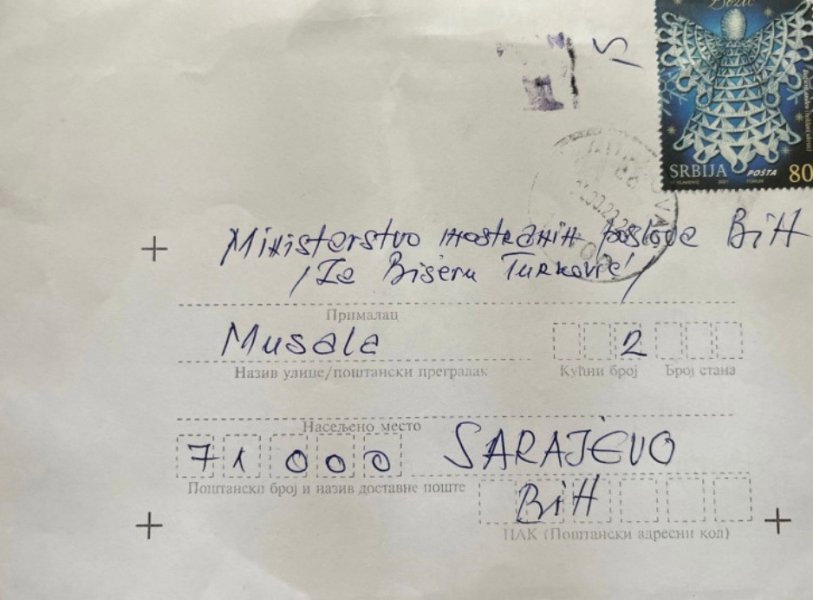 Božić
S
SRBIJA POŠTA 80
Ministarstvo inostranih poslova BiH
/Za Biseru Turković/
Прималац
Musala 2
Назив улице/поштански преградак Кућни број Број стана
Насељено место
71000 SARAJEVO
Поштански број и назив доставне поште
BiH
ПАК (Поштански адресни код)